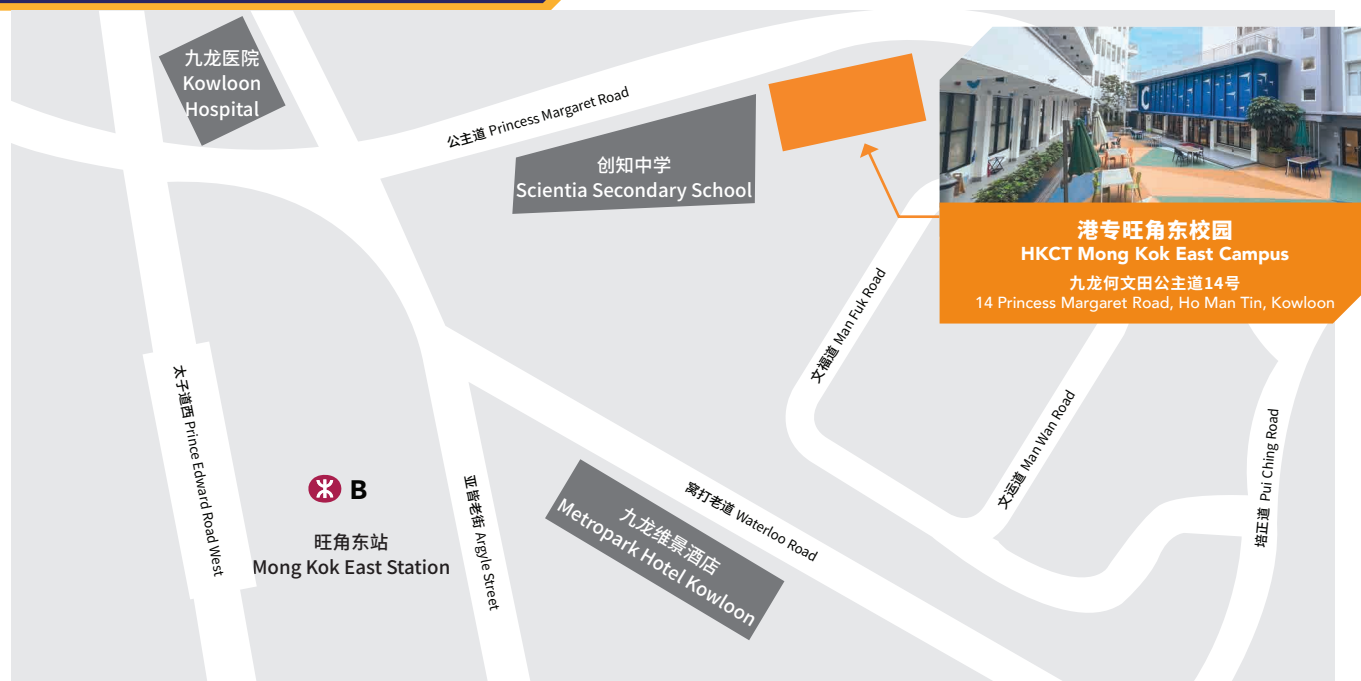 九龙医院
Kowloon
Hospital
公主道 Princess Margaret Road
创知中学
Scientia Secondary School
C
港专旺角东校园
HKCT Mong Kok East Campus
九龙何文田公主道14号
14 Princess Margaret Road, Ho Man Tin, Kowloon
文福道 Man Fuk Road
太子道西 Prince Edward Road West
文运道 Man Wan Road
培正道 Pui Ching Road
B
旺角东站
Mong Kok East Station
亚皆老街 Argyle Street
窝打老道 Waterloo Road
九龙维景酒店
Metropark Hotel Kowloon